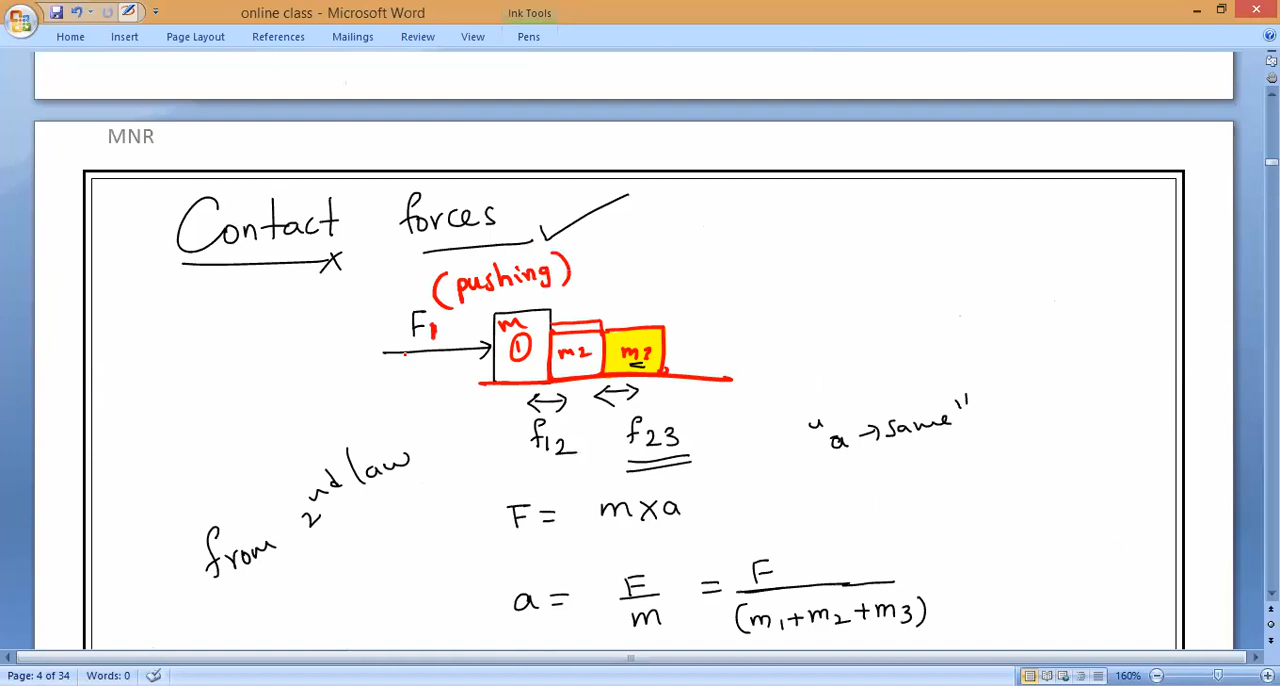 online class - Microsoft Word
Ink Tools
Home Insert Page Layout References Mailings Review View Pens
MNR
Contact forces
(pushing)
F1
m 1 m2 m3
f12 f23
"a → same"
from 2nd law
F = m x a
a = F/m = F/(m1+m2+m3)
Page: 4 of 34 Words: 0 160%